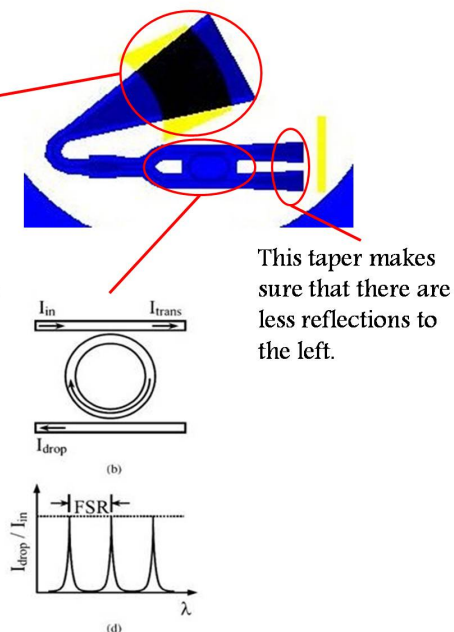 This taper makes
sure that there are
less reflections to
the left.
I_in I_trans
I_drop
(b)
FSR
I_drop / I_in
λ
(d)